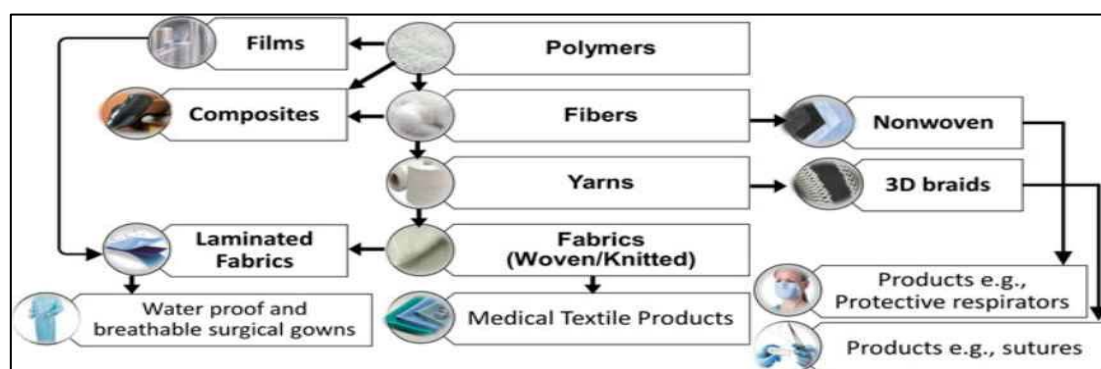 Films
Polymers
Composites
Fibers
Nonwoven
Yarns
3D braids
Laminated
Fabrics
Fabrics
(Woven/Knitted)
Water proof and
breathable surgical gowns
Medical Textile Products
Products e.g.,
Protective respirators
Products e.g., sutures